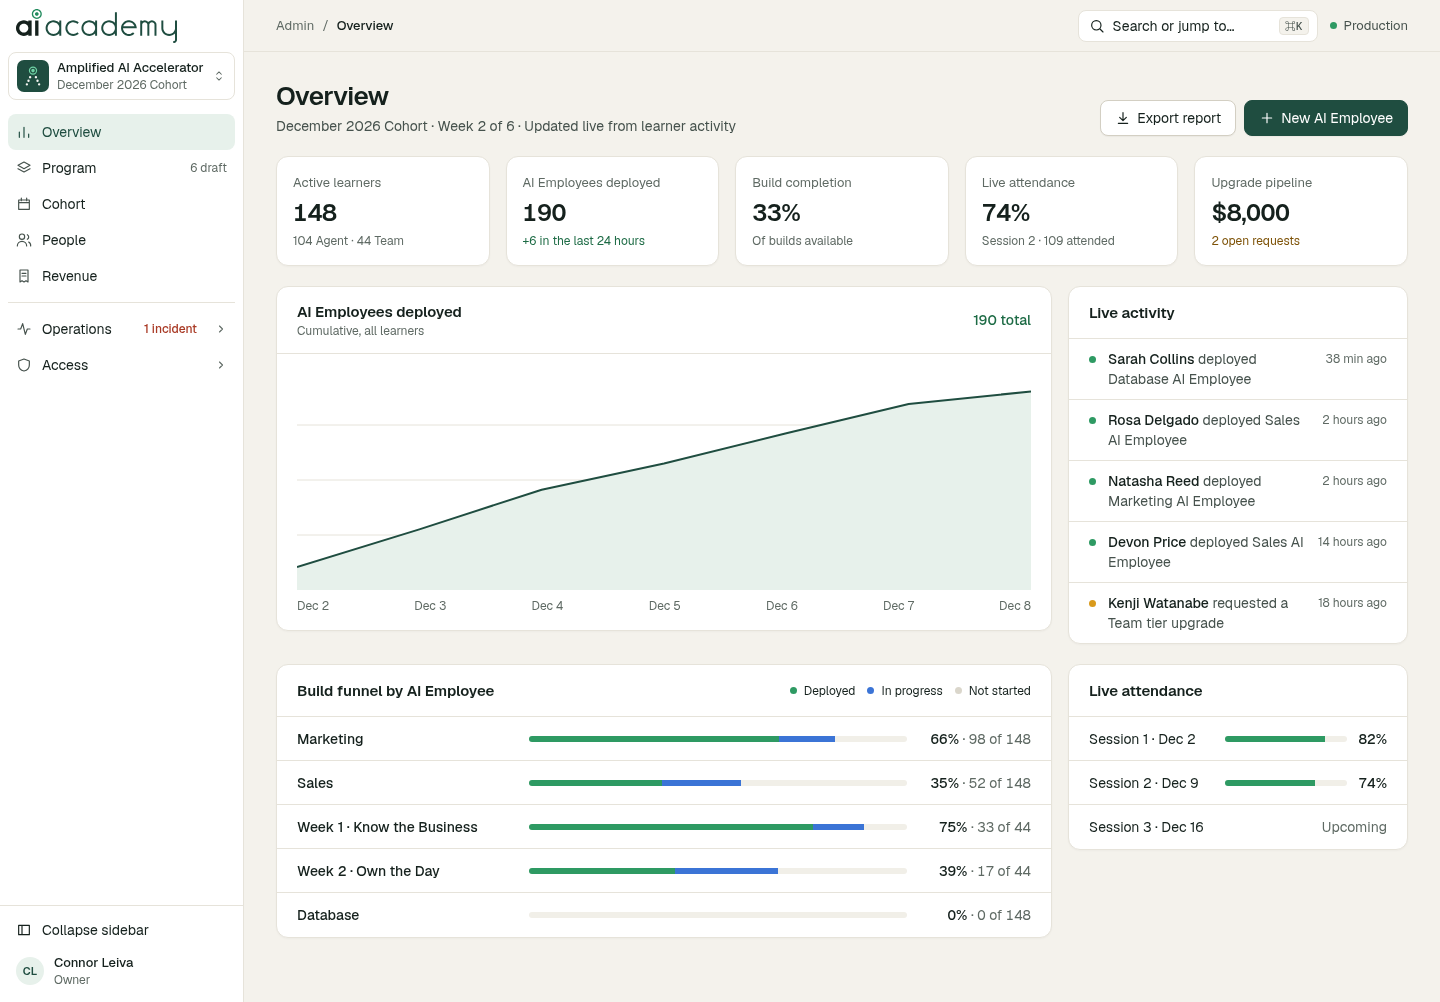 ai academy
Amplified AI Accelerator
December 2026 Cohort
Overview
Program 6 draft
Cohort
People
Revenue
Operations 1 incident
Access
Collapse sidebar
CL
Connor Leiva
Owner
Admin / Overview
Search or jump to… ⌘K
Production
Overview
December 2026 Cohort · Week 2 of 6 · Updated live from learner activity
Export report
New AI Employee
Active learners
148
104 Agent · 44 Team
AI Employees deployed
190
+6 in the last 24 hours
Build completion
33%
Of builds available
Live attendance
74%
Session 2 · 109 attended
Upgrade pipeline
$8,000
2 open requests
AI Employees deployed
Cumulative, all learners
190 total
Dec 2 Dec 3 Dec 4 Dec 5 Dec 6 Dec 7 Dec 8
Live activity
Sarah Collins deployed 38 min ago
Database AI Employee
Rosa Delgado deployed Sales 2 hours ago
AI Employee
Natasha Reed deployed 2 hours ago
Marketing AI Employee
Devon Price deployed Sales AI 14 hours ago
Employee
Kenji Watanabe requested a 18 hours ago
Team tier upgrade
Build funnel by AI Employee
Deployed In progress Not started
Marketing 66% · 98 of 148
Sales 35% · 52 of 148
Week 1 · Know the Business 75% · 33 of 44
Week 2 · Own the Day 39% · 17 of 44
Database 0% · 0 of 148
Live attendance
Session 1 · Dec 2 82%
Session 2 · Dec 9 74%
Session 3 · Dec 16 Upcoming